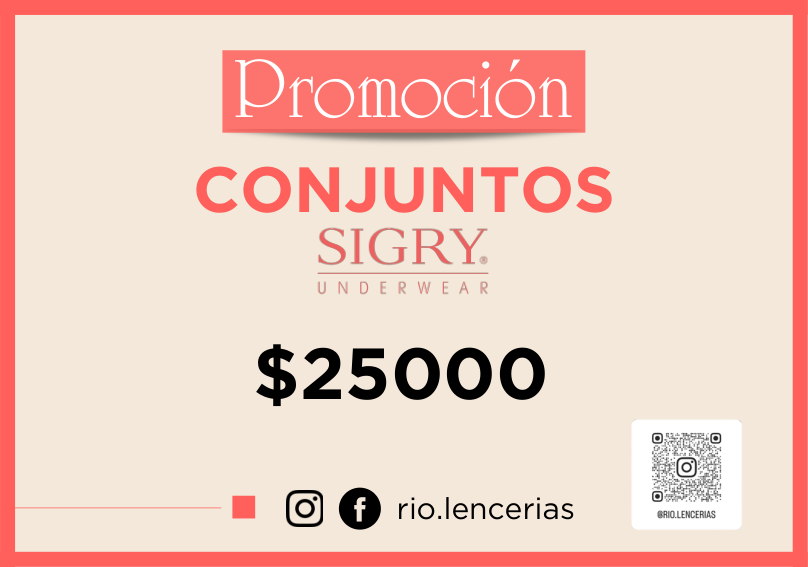 Promoción
CONJUNTOS
SIGRY®
UNDERWEAR
$25000
rio.lencerias
@RIO.LENCERIAS